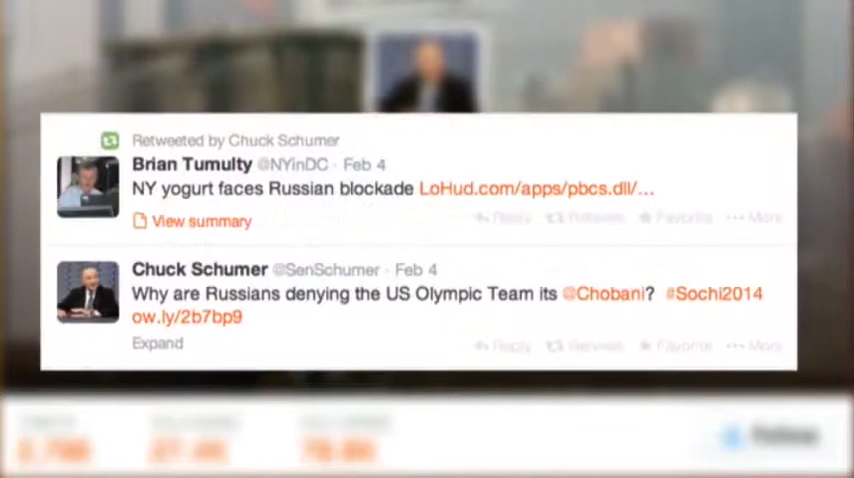 Retweeted by Chuck Schumer
Brian Tumulty @NYinDC · Feb 4
NY yogurt faces Russian blockade LoHud.com/apps/pbcs.dll/...
View summary
Reply Retweet Favorite More
Chuck Schumer @SenSchumer · Feb 4
Why are Russians denying the US Olympic Team its @Chobani? #Sochi2014
ow.ly/2b7bp9
Expand
Reply Retweet Favorite More
Follow